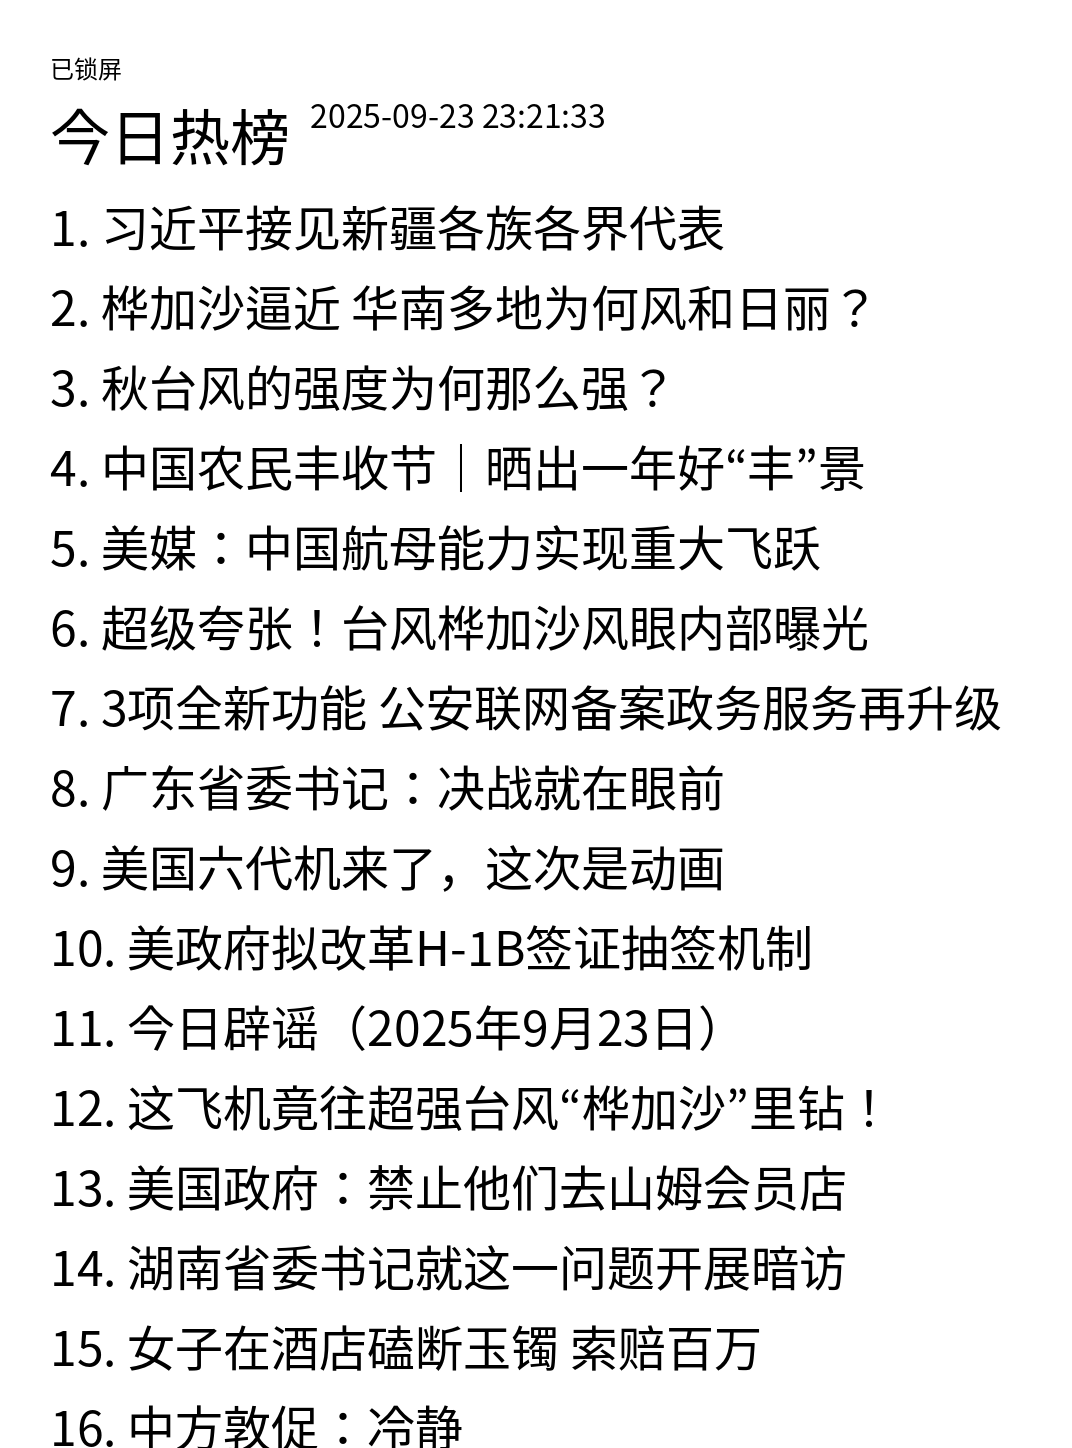 已锁屏
今日热榜 2025-09-23 23:21:33
1. 习近平接见新疆各族各界代表
2. 桦加沙逼近 华南多地为何风和日丽？
3. 秋台风的强度为何那么强？
4. 中国农民丰收节｜晒出一年好“丰”景
5. 美媒：中国航母能力实现重大飞跃
6. 超级夸张！台风桦加沙风眼内部曝光
7. 3项全新功能 公安联网备案政务服务再升级
8. 广东省委书记：决战就在眼前
9. 美国六代机来了，这次是动画
10. 美政府拟改革H-1B签证抽签机制
11. 今日辟谣（2025年9月23日）
12. 这飞机竟往超强台风“桦加沙”里钻！
13. 美国政府：禁止他们去山姆会员店
14. 湖南省委书记就这一问题开展暗访
15. 女子在酒店磕断玉镯 索赔百万
16. 中方敦促：冷静